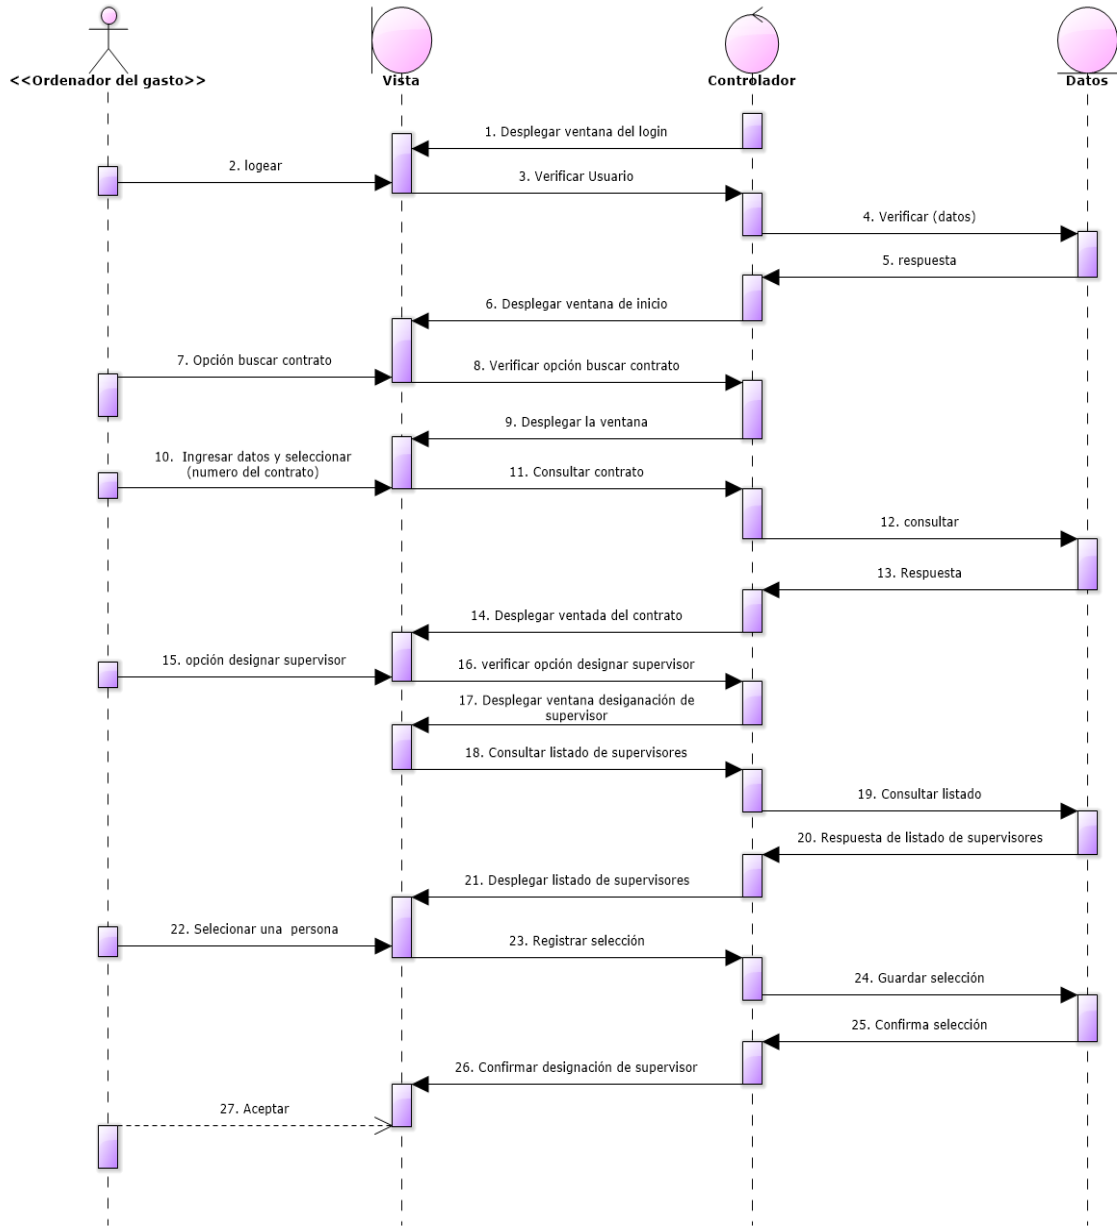 <<Ordenador del gasto>>
Vista
Controlador
Datos
1. Desplegar ventana del login
2. logear
3. Verificar Usuario
4. Verificar (datos)
5. respuesta
6. Desplegar ventana de inicio
7. Opción buscar contrato
8. Verificar opción buscar contrato
9. Desplegar la ventana
10. Ingresar datos y seleccionar
(numero del contrato)
11. Consultar contrato
12. consultar
13. Respuesta
14. Desplegar ventada del contrato
15. opción designar supervisor
16. verificar opción designar supervisor
17. Desplegar ventana desiganación de
supervisor
18. Consultar listado de supervisores
19. Consultar listado
20. Respuesta de listado de supervisores
21. Desplegar listado de supervisores
22. Selecionar una persona
23. Registrar selección
24. Guardar selección
25. Confirma selección
26. Confirmar designación de supervisor
27. Aceptar